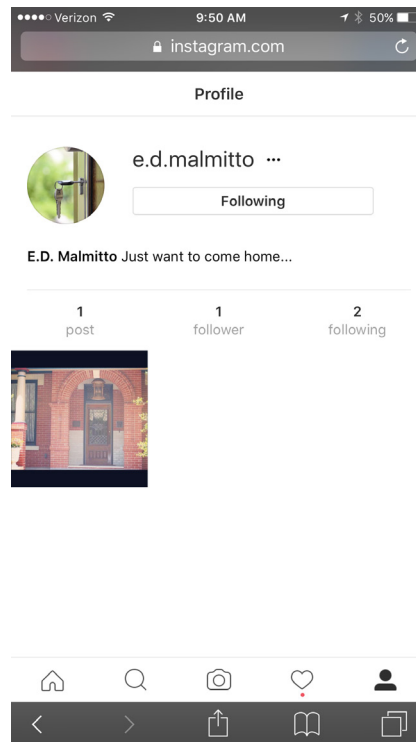 Verizon 9:50 AM 50%
instagram.com
Profile
e.d.malmitto ...
Following
E.D. Malmitto Just want to come home...
1 1 2
post follower following